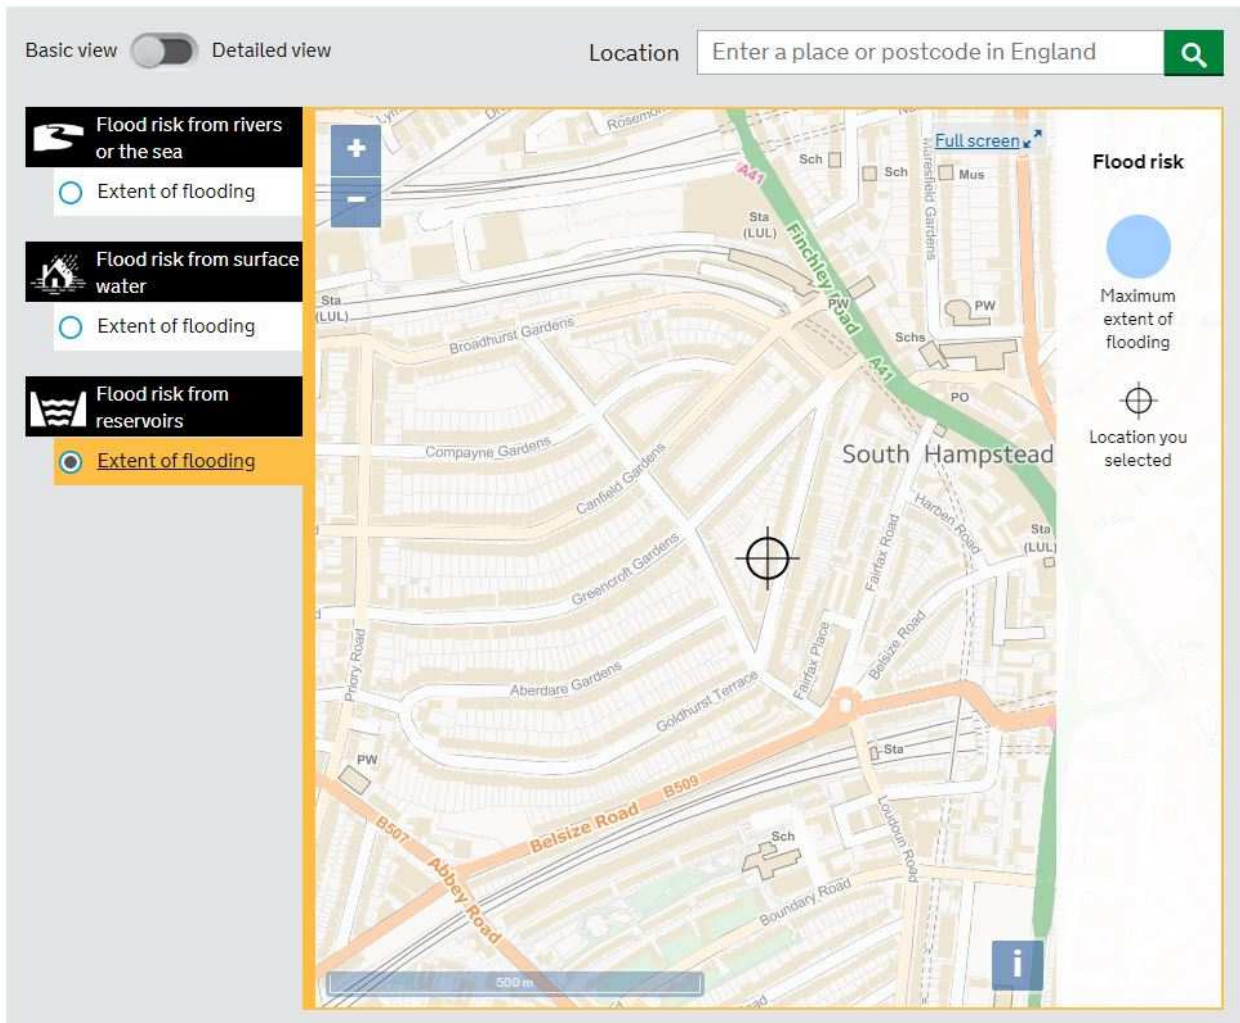 Basic view
Detailed view
Location
Enter a place or postcode in England
Flood risk from rivers
or the sea
Extent of flooding
Flood risk from surface
water
Extent of flooding
Flood risk from
reservoirs
Extent of flooding
+
−
Full screen
Flood risk
Maximum
extent of
flooding
Location you
selected
A41
Sch
Sch
Mus
Maresfield Gardens
Sta
(LUL)
Finchley Road
PW
PW
Schs
A41
PO
Sta
(LUL)
Broadhurst Gardens
Compayne Gardens
Canfield Gardens
South Hampstead
Harben Road
Sta
(LUL)
Fairfax Road
Greencroft Gardens
Priory Road
Fairfax Place
Belsize Road
Aberdare Gardens
Goldhurst Terrace
PW
Sta
B509
Belsize Road
B507
Abbey Road
Sch
Loudoun Road
Boundary Road
500 m
i